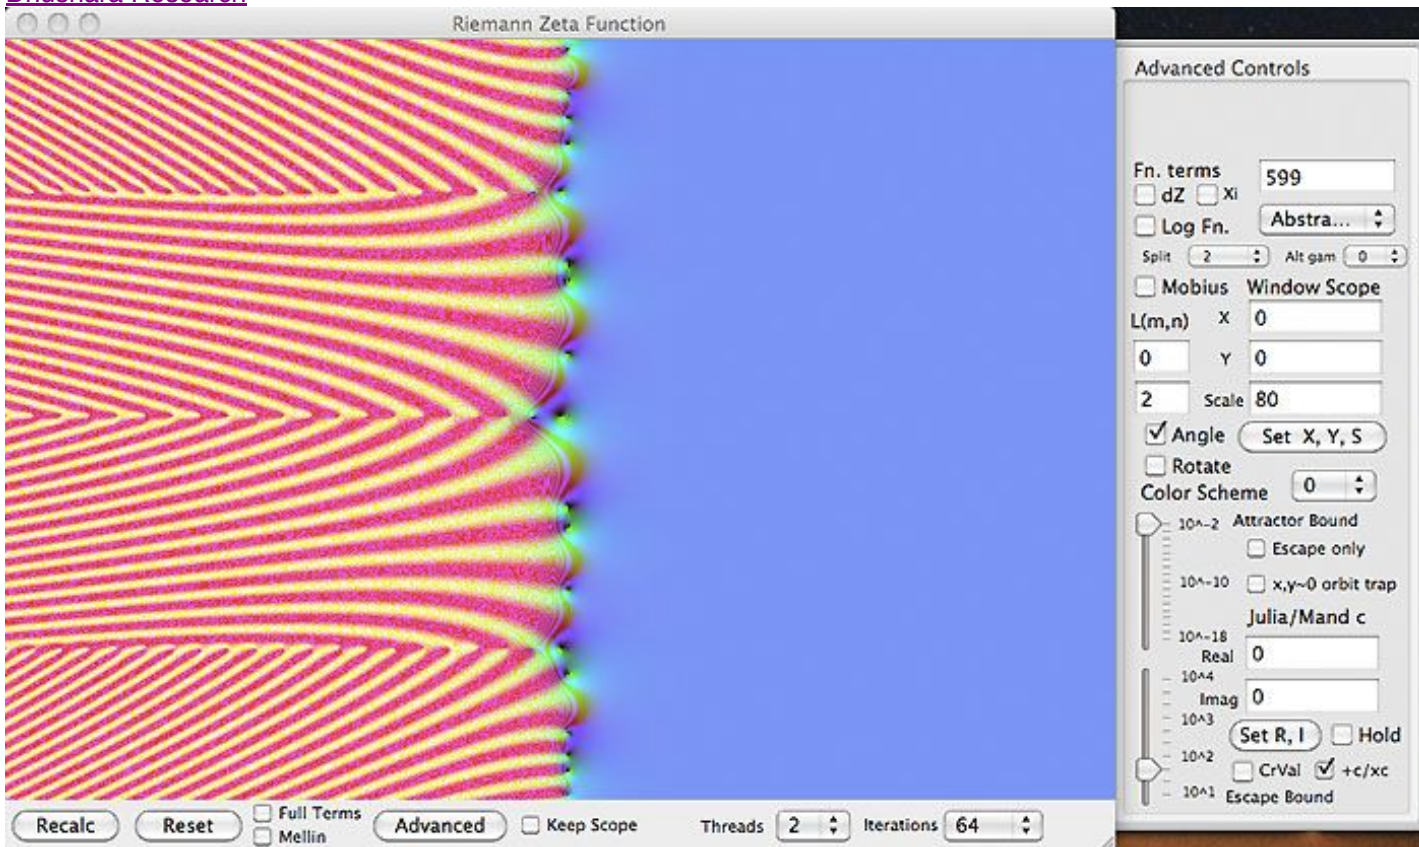 Riemann Zeta Function
Advanced Controls
Fn. terms 599
dZ Xi
Log Fn. Abstra...
Split 2 Alt gam 0
Mobius Window Scope
L(m,n) X 0
0 Y 0
2 Scale 80
Angle Set X, Y, S
Rotate
Color Scheme 0
10^-2 Attractor Bound
Escape only
10^-10 x,y~0 orbit trap
Julia/Mand c
10^-18
Real 0
10^4
Imag 0
10^3
Set R, I Hold
10^2
CrVal +c/xc
10^1 Escape Bound
Recalc Reset Full Terms Advanced Keep Scope Threads 2 Iterations 64
Mellin